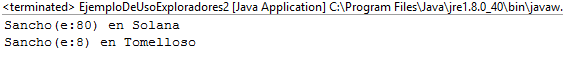 <terminated> EjemploDeUsoExploradores2 [Java Application] C:\Program Files\Java\jre1.8.0_40\bin\javaw.
Sancho(e:80) en Solana
Sancho(e:8) en Tomelloso